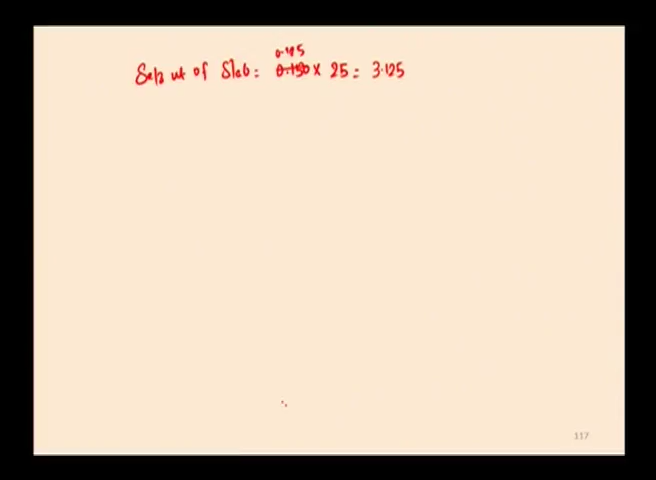 0.125
Self wt of Slab = 0.150 × 25 = 3.125
117